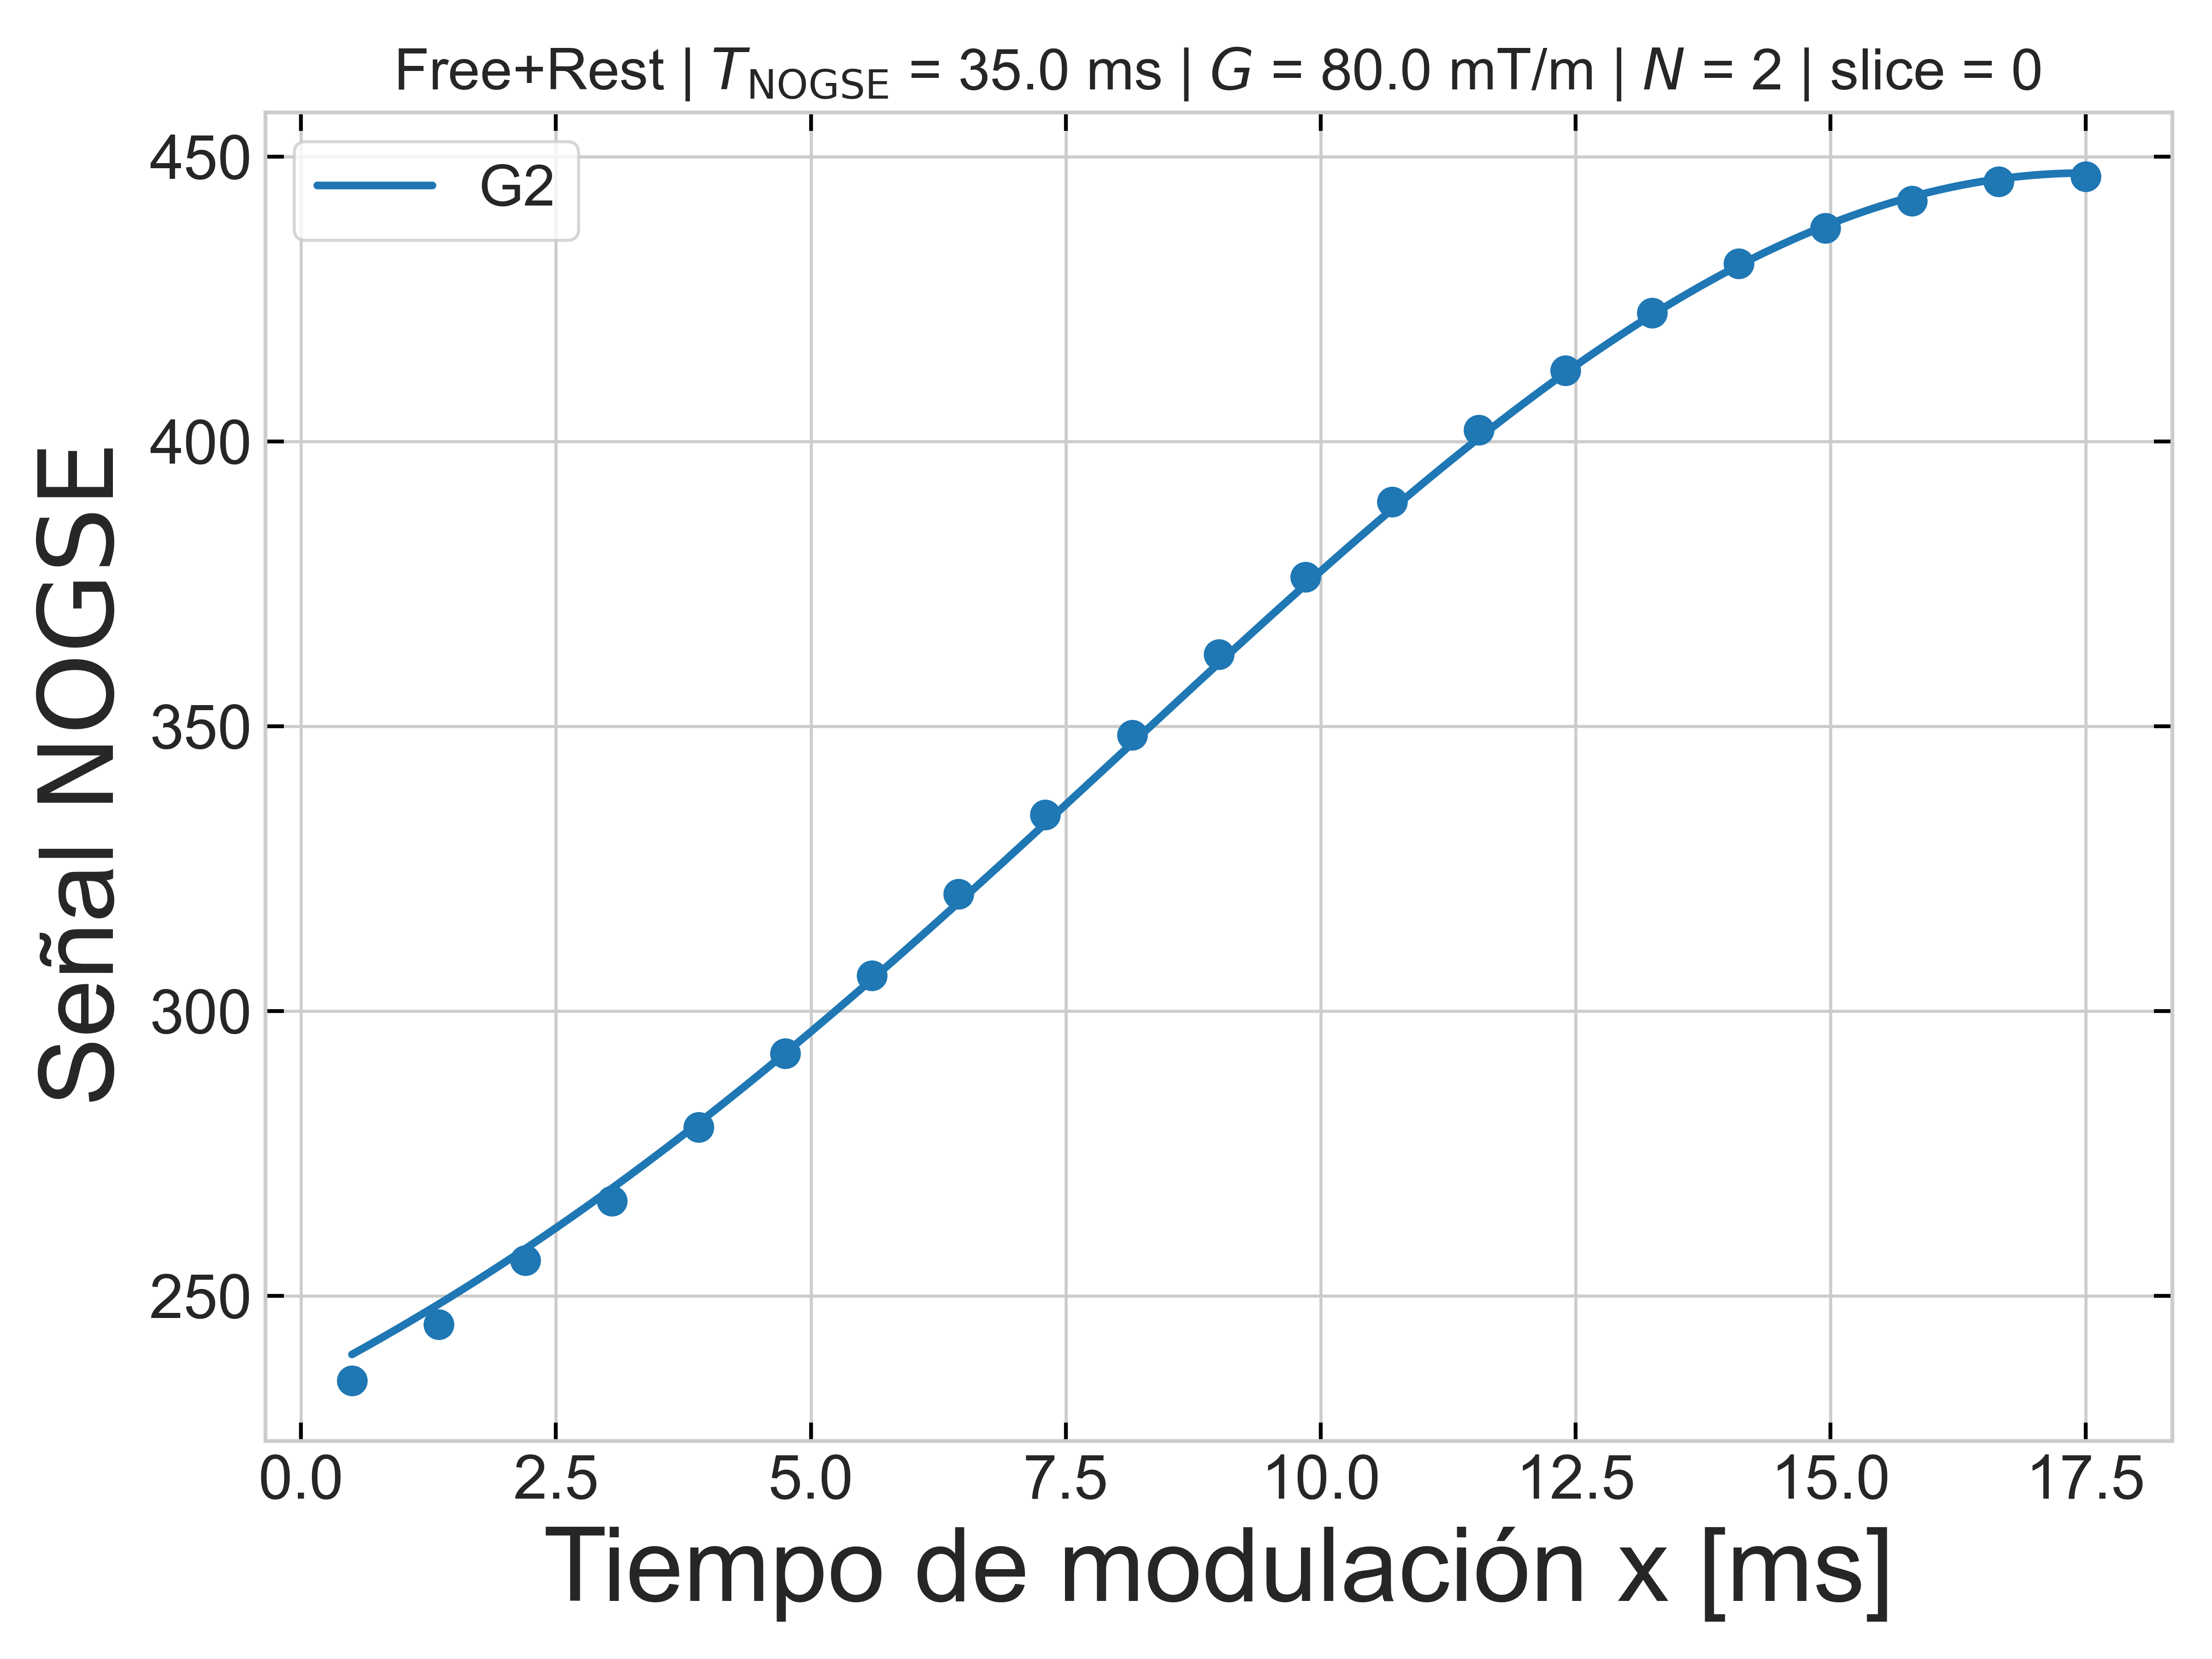 Free+Rest | T_NOGSE = 35.0 ms | G = 80.0 mT/m | N = 2 | slice = 0
G2
450
400
350
300
250
Señal NOGSE
0.0 2.5 5.0 7.5 10.0 12.5 15.0 17.5
Tiempo de modulación x [ms]